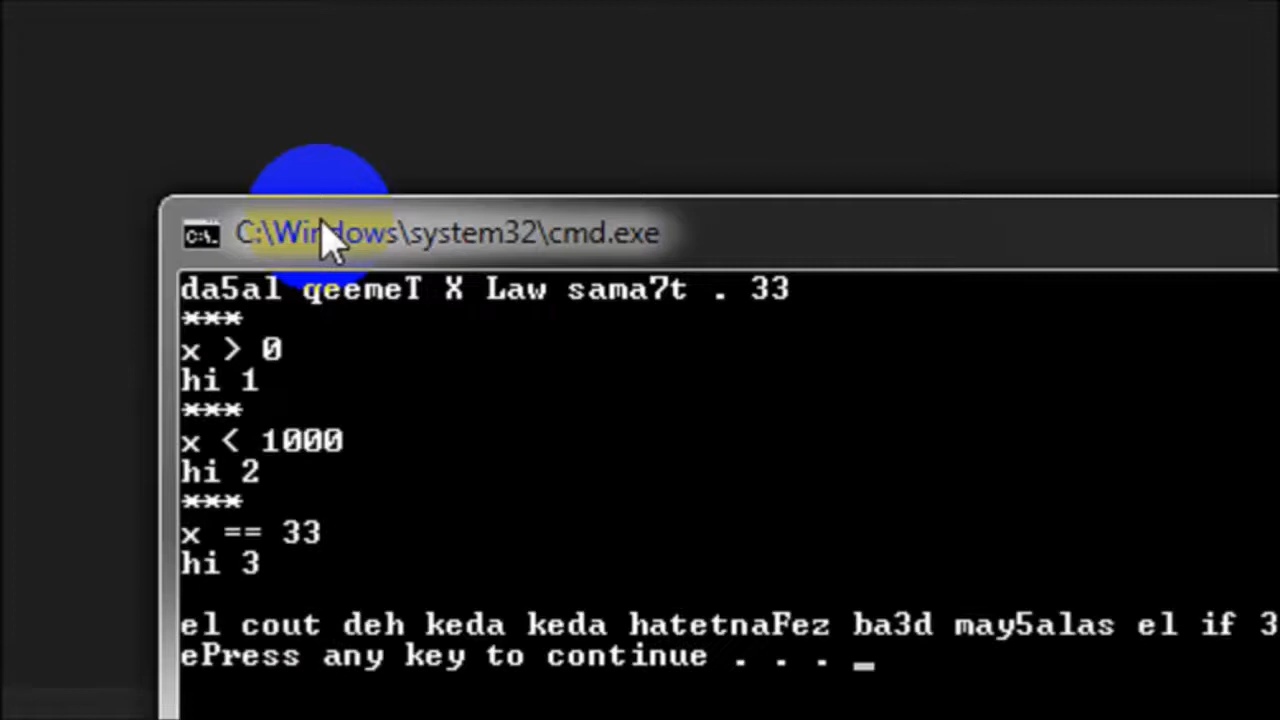 C:\Windows\system32\cmd.exe
da5al qeemeT X Law sama7t . 33
***
x > 0
hi 1
***
x < 1000
hi 2
***
x == 33
hi 3
el cout deh keda keda hatetnaFez ba3d may5alas el if 3
ePress any key to continue . . . _